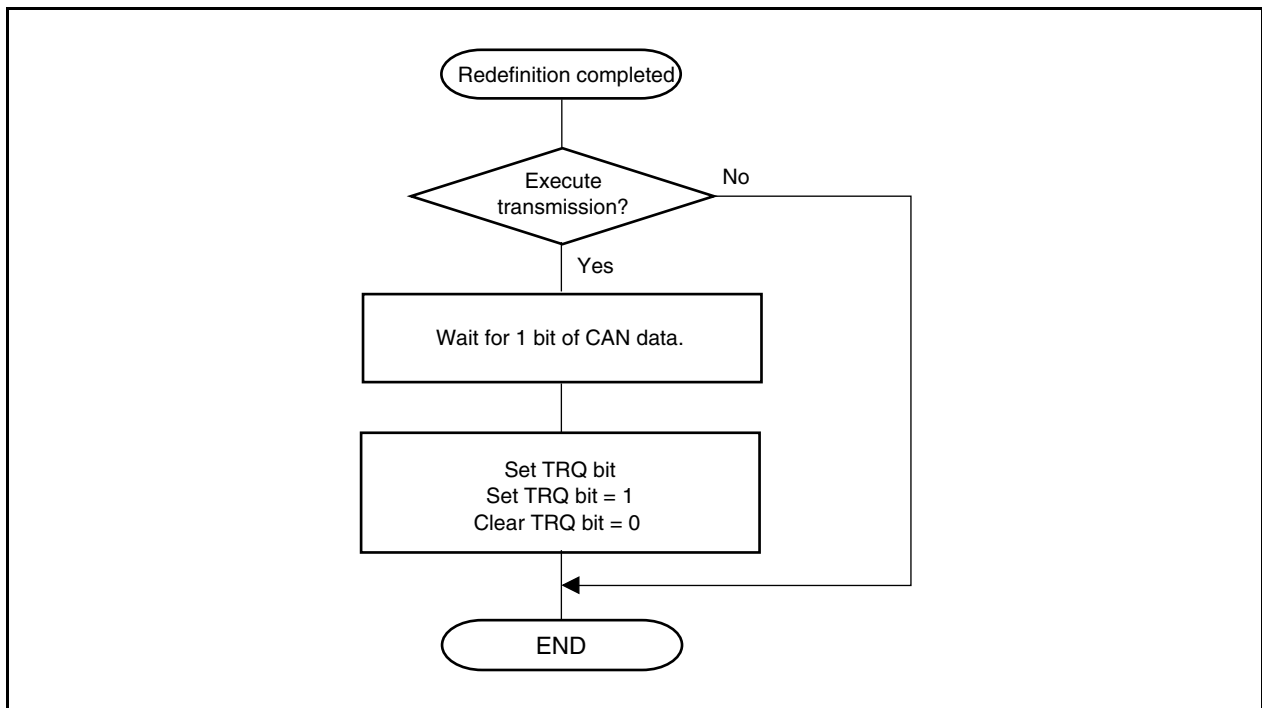 Redefinition completed
Execute
transmission?
No
Yes
Wait for 1 bit of CAN data.
Set TRQ bit
Set TRQ bit = 1
Clear TRQ bit = 0
END